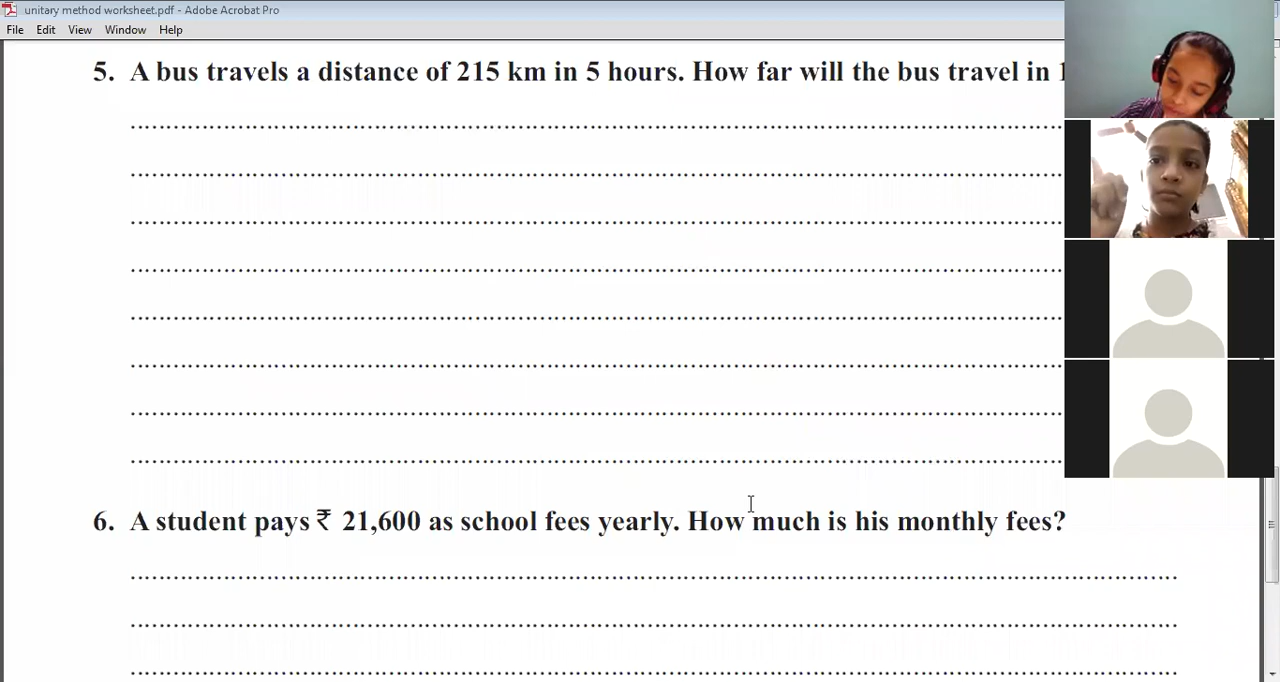 unitary method worksheet.pdf - Adobe Acrobat Pro
File Edit View Window Help
5. A bus travels a distance of 215 km in 5 hours. How far will the bus travel in
6. A student pays ₹ 21,600 as school fees yearly. How much is his monthly fees?